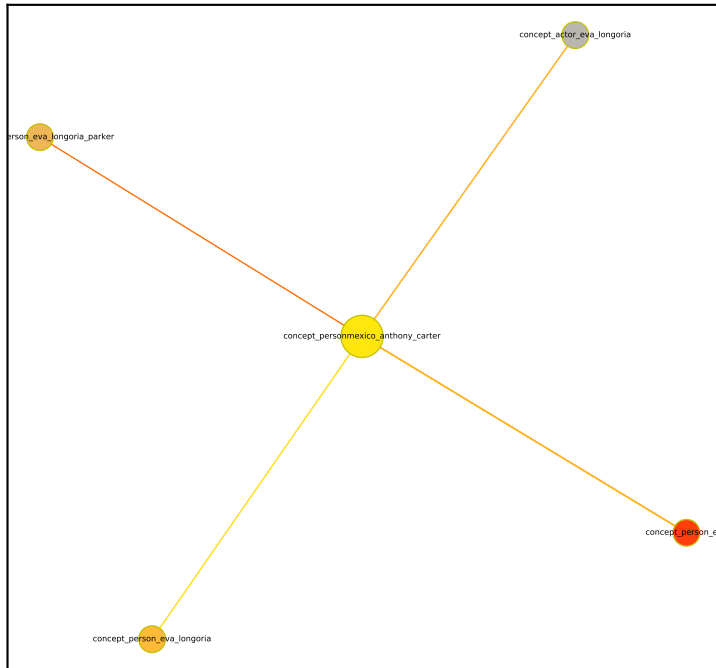 concept_actor_eva_longoria
erson_eva_longoria_parker
concept_personmexico_anthony_carter
concept_person_e
concept_person_eva_longoria